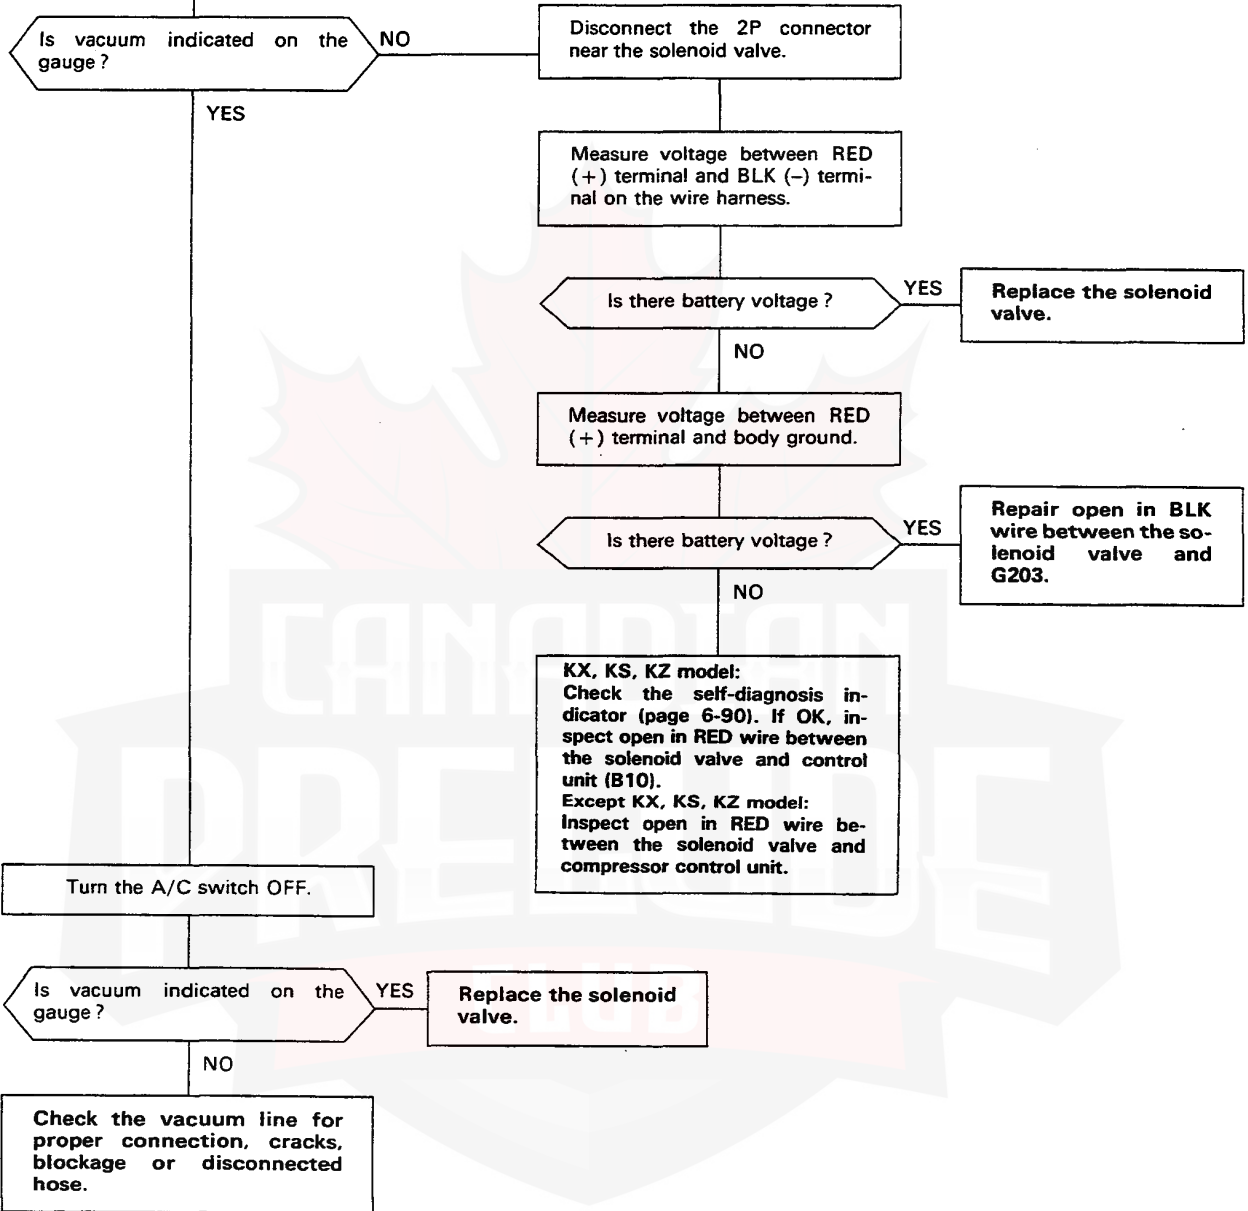 Is vacuum indicated on the
gauge?
NO
YES
Disconnect the 2P connector
near the solenoid valve.
Measure voltage between RED
(+) terminal and BLK (–) termi-
nal on the wire harness.
Is there battery voltage?
YES
Replace the solenoid
valve.
NO
Measure voltage between RED
(+) terminal and body ground.
Is there battery voltage?
YES
Repair open in BLK
wire between the so-
lenoid valve and
G203.
NO
KX, KS, KZ model:
Check the self-diagnosis in-
dicator (page 6-90). If OK, in-
spect open in RED wire between
the solenoid valve and control
unit (B10).
Except KX, KS, KZ model:
Inspect open in RED wire be-
tween the solenoid valve and
compressor control unit.
Turn the A/C switch OFF.
Is vacuum indicated on the
gauge?
YES
Replace the solenoid
valve.
NO
Check the vacuum line for
proper connection, cracks,
blockage or disconnected
hose.
CANADIAN
PRELUDE
CLUB